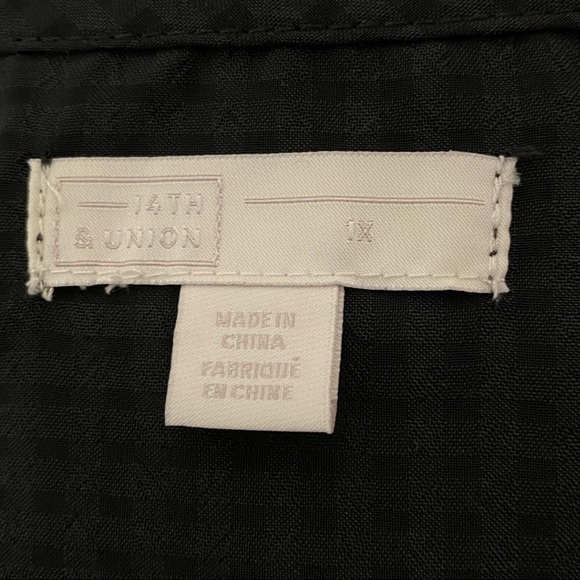 14TH
& UNION
1X
MADE IN
CHINA
FABRIQUÉ
EN CHINE